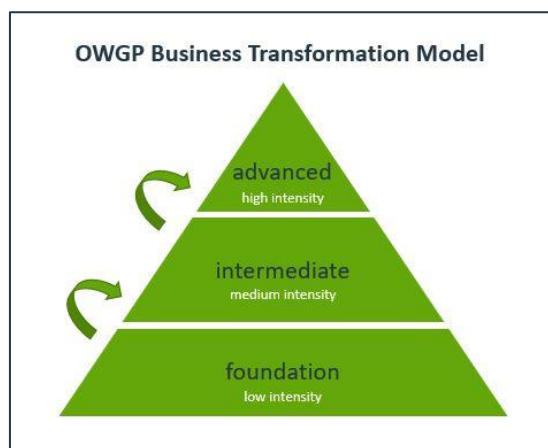 OWGP Business Transformation Model
advanced
high intensity
intermediate
medium intensity
foundation
low intensity